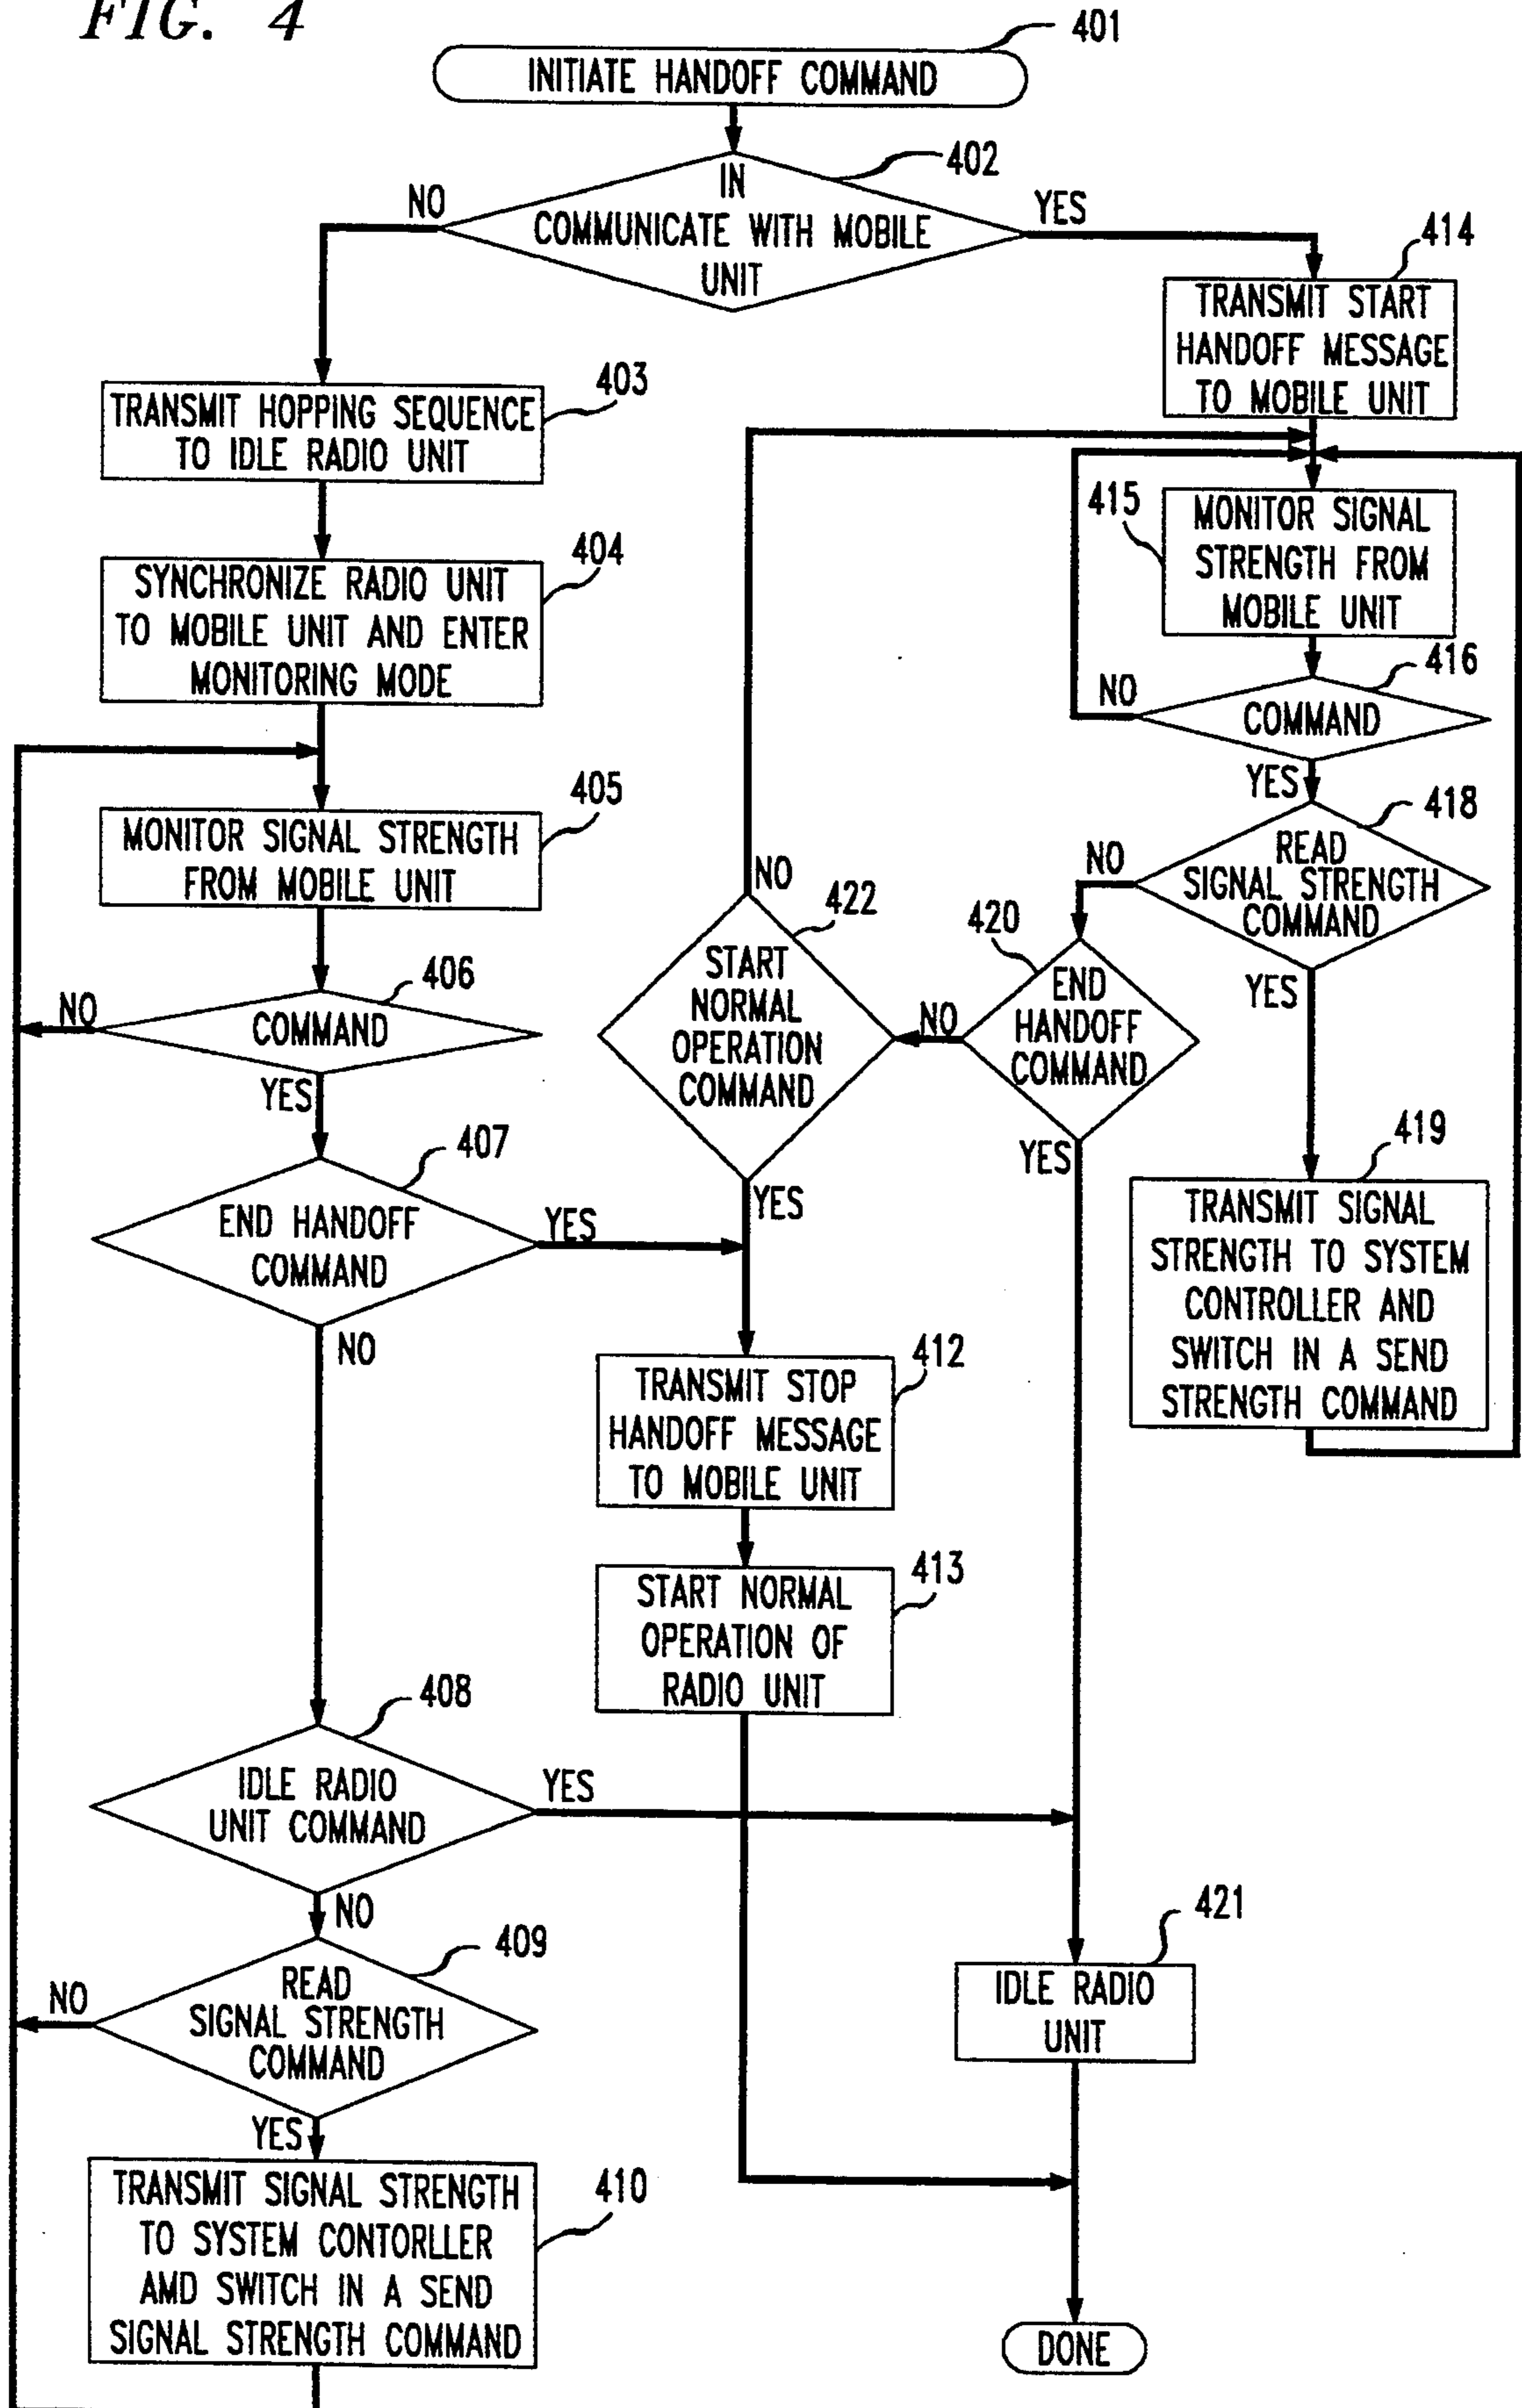 FIG. 4
401
INITIATE HANDOFF COMMAND
402
IN
COMMUNICATE WITH MOBILE
UNIT
NO
YES
414
TRANSMIT START
HANDOFF MESSAGE
TO MOBILE UNIT
403
TRANSMIT HOPPING SEQUENCE
TO IDLE RADIO UNIT
404
SYNCHRONIZE RADIO UNIT
TO MOBILE UNIT AND ENTER
MONITORING MODE
405
MONITOR SIGNAL STRENGTH
FROM MOBILE UNIT
406
COMMAND
NO
YES
407
END HANDOFF
COMMAND
YES
NO
408
IDLE RADIO
UNIT COMMAND
YES
NO
409
READ
SIGNAL STRENGTH
COMMAND
NO
YES
410
TRANSMIT SIGNAL STRENGTH
TO SYSTEM CONTORLLER
AMD SWITCH IN A SEND
SIGNAL STRENGTH COMMAND
415
MONITOR SIGNAL
STRENGTH FROM
MOBILE UNIT
416
COMMAND
NO
YES
418
READ
SIGNAL STRENGTH
COMMAND
NO
YES
419
TRANSMIT SIGNAL
STRENGTH TO SYSTEM
CONTROLLER AND
SWITCH IN A SEND
STRENGTH COMMAND
420
END
HANDOFF
COMMAND
NO
YES
422
START
NORMAL
OPERATION
COMMAND
NO
YES
412
TRANSMIT STOP
HANDOFF MESSAGE
TO MOBILE UNIT
413
START NORMAL
OPERATION OF
RADIO UNIT
421
IDLE RADIO
UNIT
DONE